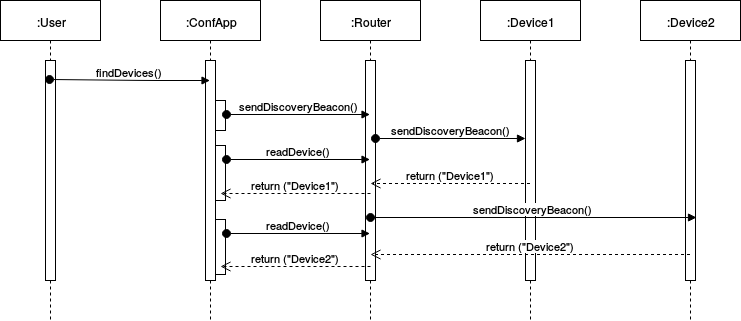 :User
:ConfApp
:Router
:Device1
:Device2
findDevices()
sendDiscoveryBeacon()
sendDiscoveryBeacon()
readDevice()
return ("Device1")
return ("Device1")
sendDiscoveryBeacon()
readDevice()
return ("Device2")
return ("Device2")